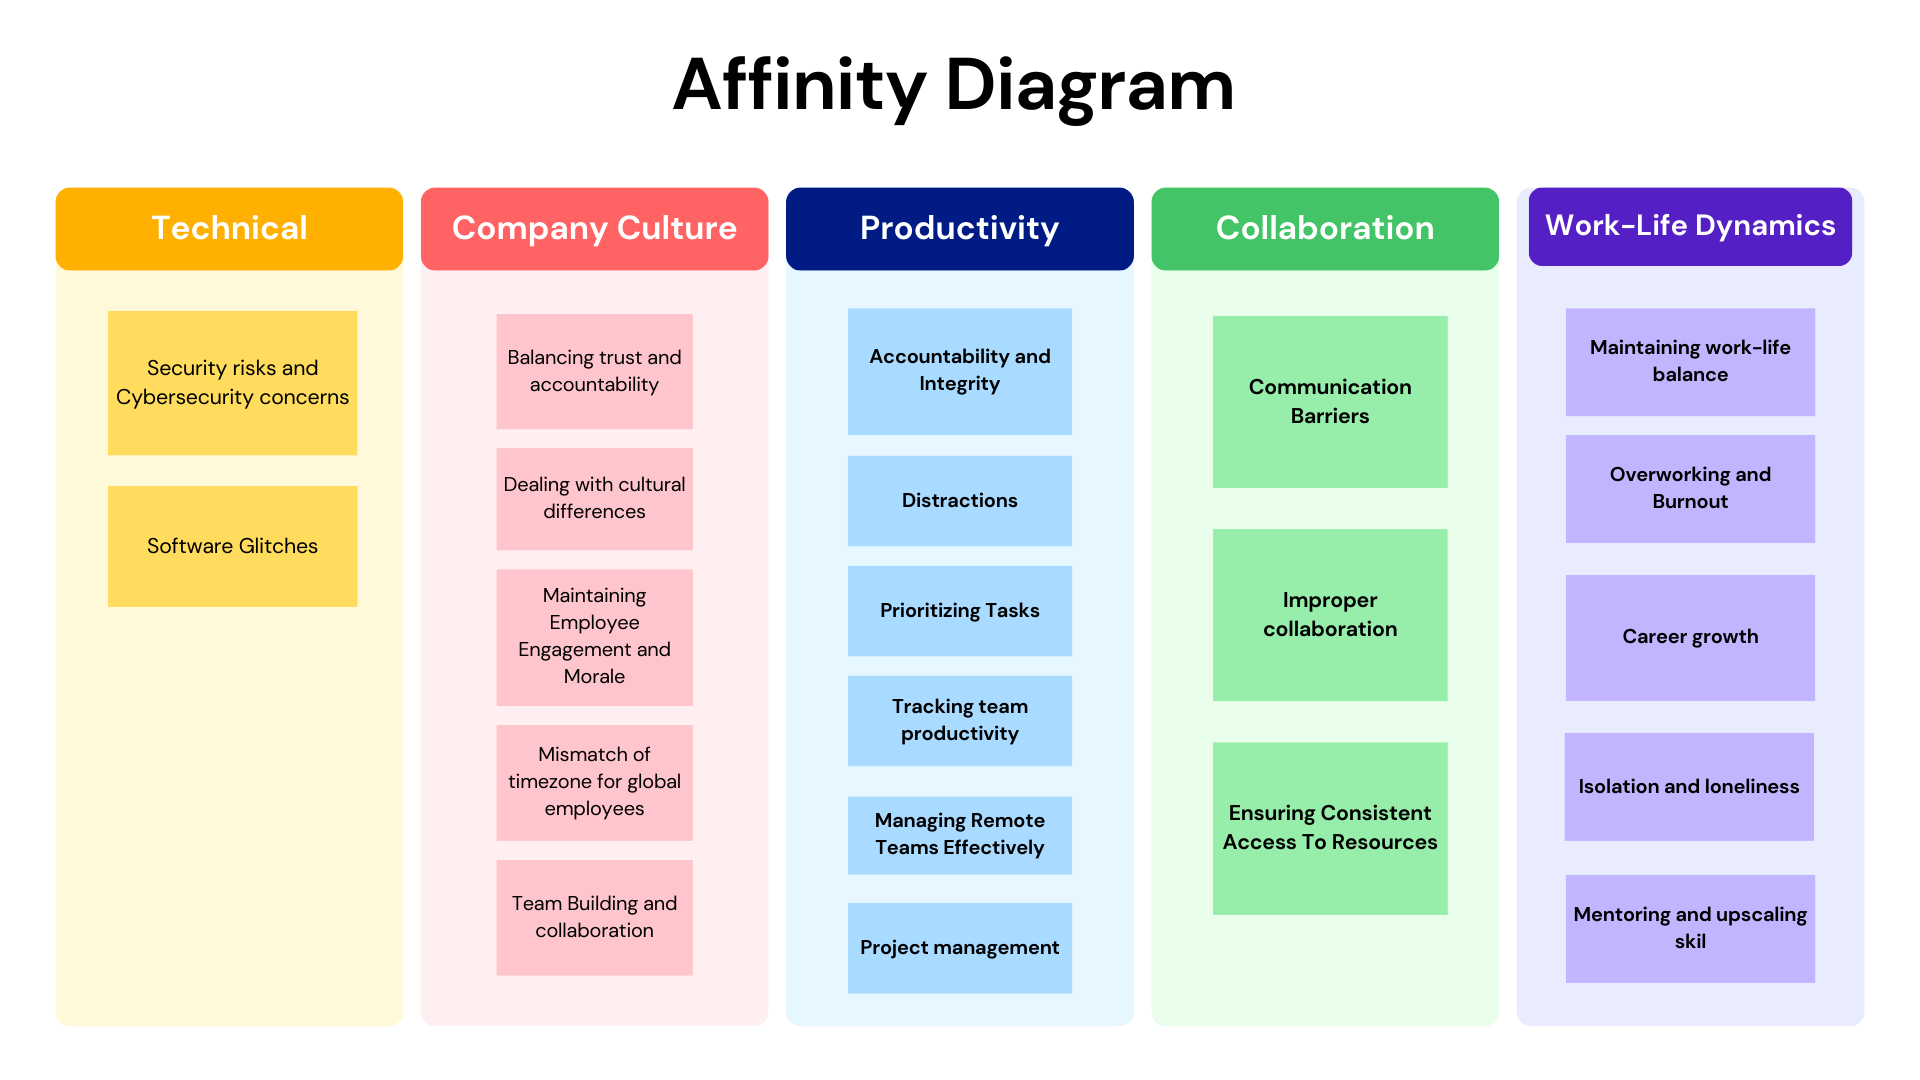 Affinity Diagram
Technical
Security risks and
Cybersecurity concerns
Software Glitches
Company Culture
Balancing trust and
accountability
Dealing with cultural
differences
Maintaining
Employee
Engagement and
Morale
Mismatch of
timezone for global
employees
Team Building and
collaboration
Productivity
Accountability and
Integrity
Distractions
Prioritizing Tasks
Tracking team
productivity
Managing Remote
Teams Effectively
Project management
Collaboration
Communication
Barriers
Improper
collaboration
Ensuring Consistent
Access To Resources
Work-Life Dynamics
Maintaining work-life
balance
Overworking and
Burnout
Career growth
Isolation and loneliness
Mentoring and upscaling
skil